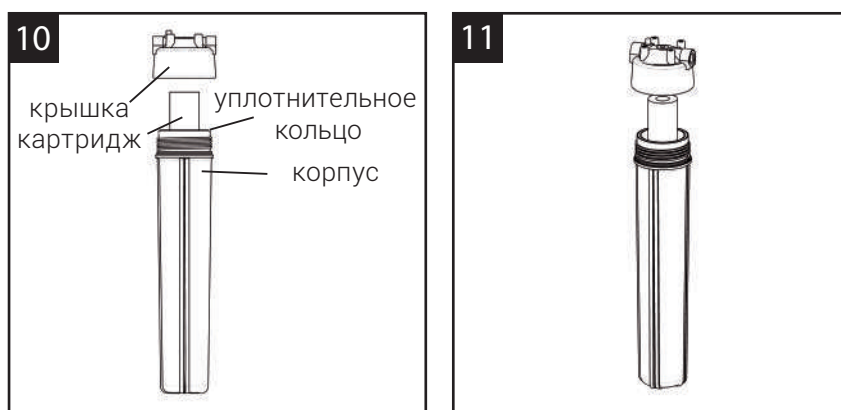 10
крышка
картридж
уплотнительное
кольцо
корпус
11